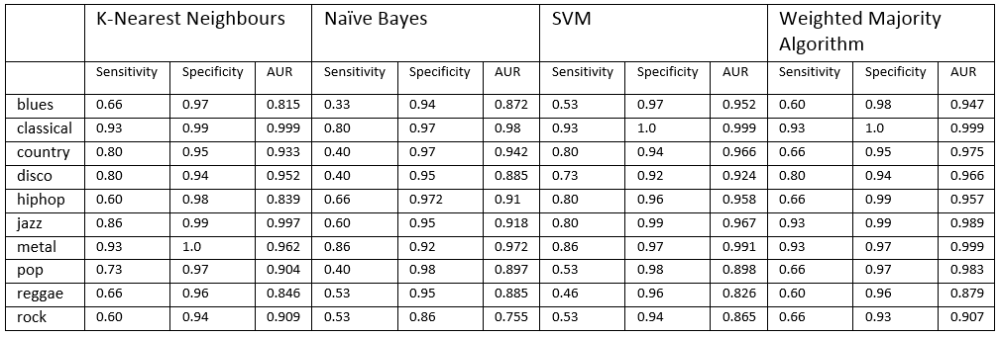 K-Nearest Neighbours Naïve Bayes SVM Weighted Majority
Algorithm
Sensitivity Specificity AUR Sensitivity Specificity AUR Sensitivity Specificity AUR Sensitivity Specificity AUR
blues 0.66 0.97 0.815 0.33 0.94 0.872 0.53 0.97 0.952 0.60 0.98 0.947
classical 0.93 0.99 0.999 0.80 0.97 0.98 0.93 1.0 0.999 0.93 1.0 0.999
country 0.80 0.95 0.933 0.40 0.97 0.942 0.80 0.94 0.966 0.66 0.95 0.975
disco 0.80 0.94 0.952 0.40 0.95 0.885 0.73 0.92 0.924 0.80 0.94 0.966
hiphop 0.60 0.98 0.839 0.66 0.972 0.91 0.80 0.96 0.958 0.66 0.99 0.957
jazz 0.86 0.99 0.997 0.60 0.95 0.918 0.80 0.99 0.967 0.93 0.99 0.989
metal 0.93 1.0 0.962 0.86 0.92 0.972 0.86 0.97 0.991 0.93 0.97 0.999
pop 0.73 0.97 0.904 0.40 0.98 0.897 0.53 0.98 0.898 0.66 0.97 0.983
reggae 0.66 0.96 0.846 0.53 0.95 0.885 0.46 0.96 0.826 0.60 0.96 0.879
rock 0.60 0.94 0.909 0.53 0.86 0.755 0.53 0.94 0.865 0.66 0.93 0.907